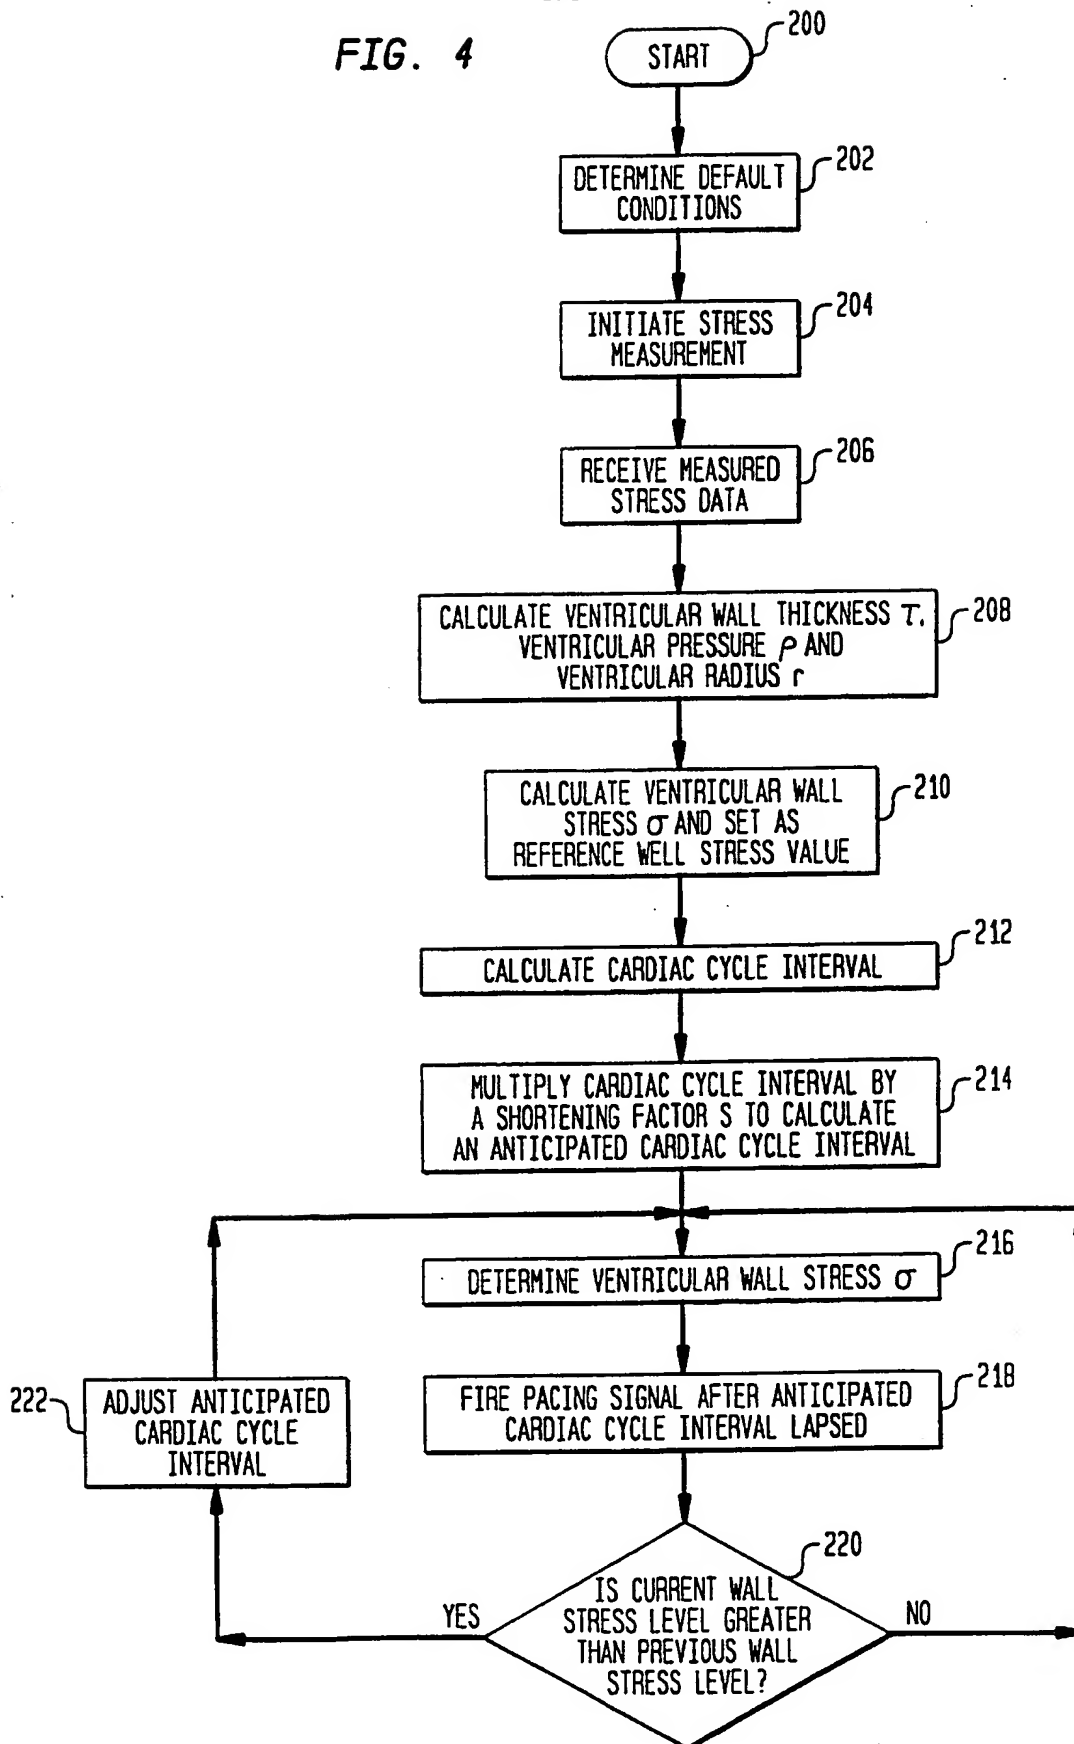 FIG. 4
START
200
DETERMINE DEFAULT
CONDITIONS
202
INITIATE STRESS
MEASUREMENT
204
RECEIVE MEASURED
STRESS DATA
206
CALCULATE VENTRICULAR WALL THICKNESS τ.
VENTRICULAR PRESSURE ρ AND
VENTRICULAR RADIUS r
208
CALCULATE VENTRICULAR WALL
STRESS σ AND SET AS
REFERENCE WELL STRESS VALUE
210
CALCULATE CARDIAC CYCLE INTERVAL
212
MULTIPLY CARDIAC CYCLE INTERVAL BY
A SHORTENING FACTOR S TO CALCULATE
AN ANTICIPATED CARDIAC CYCLE INTERVAL
214
DETERMINE VENTRICULAR WALL STRESS σ
216
FIRE PACING SIGNAL AFTER ANTICIPATED
CARDIAC CYCLE INTERVAL LAPSED
218
222
ADJUST ANTICIPATED
CARDIAC CYCLE
INTERVAL
220
IS CURRENT WALL
STRESS LEVEL GREATER
THAN PREVIOUS WALL
STRESS LEVEL?
YES
NO